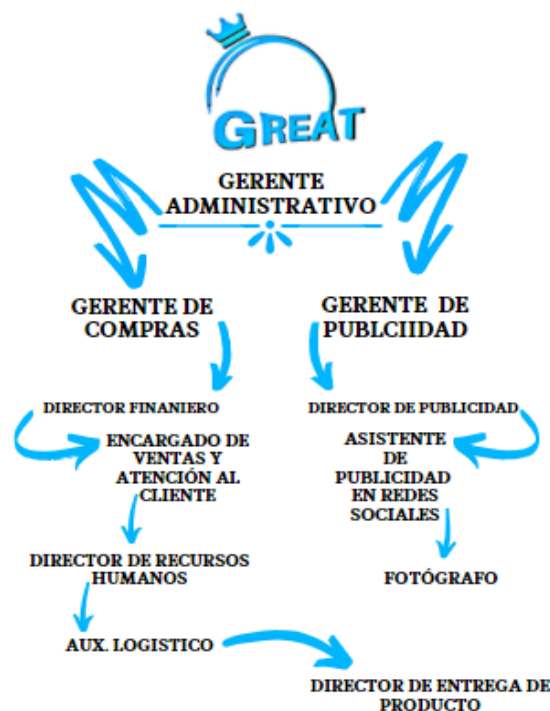 GREAT
GERENTE
ADMINISTRATIVO
GERENTE DE
COMPRAS
GERENTE DE
PUBLCIIDAD
DIRECTOR FINANIERO
DIRECTOR DE PUBLICIDAD
ENCARGADO DE
VENTAS Y
ATENCIÓN AL
CLIENTE
ASISTENTE
DE
PUBLICIDAD
EN REDES
SOCIALES
DIRECTOR DE RECURSOS
HUMANOS
FOTÓGRAFO
AUX. LOGISTICO
DIRECTOR DE ENTREGA DE
PRODUCTO